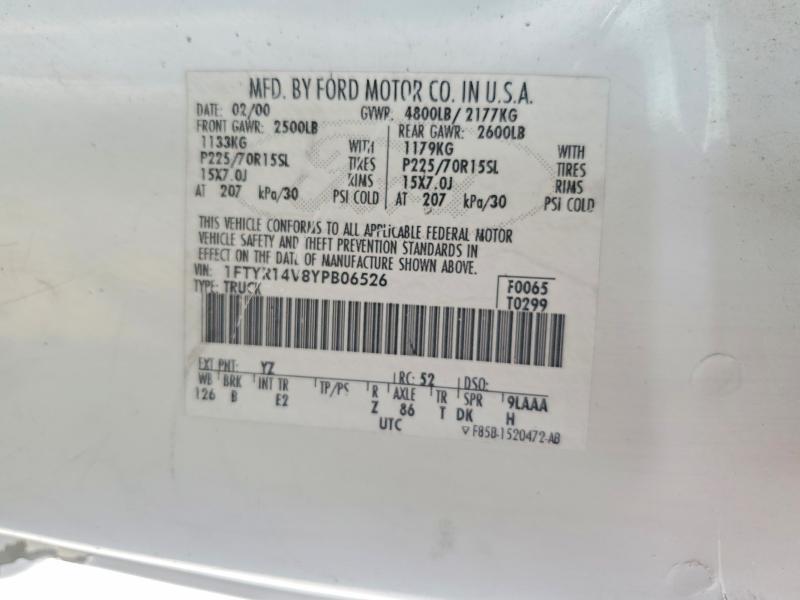 MFD. BY FORD MOTOR CO. IN U.S.A.
DATE: 02/00 GVWR: 4800LB/ 2177KG
FRONT GAWR: 2500LB REAR GAWR: 2600LB
1133KG WITH 1179KG WITH
P225/70R15SL TIRES P225/70R15SL TIRES
15X7.0J RIMS 15X7.0J RIMS
AT 207 kPa/30 PSI COLD AT 207 kPa/30 PSI COLD
THIS VEHICLE CONFORMS TO ALL APPLICABLE FEDERAL MOTOR
VEHICLE SAFETY AND THEFT PREVENTION STANDARDS IN
EFFECT ON THE DATE OF MANUFACTURE SHOWN ABOVE.
VIN: 1FTYR14V8YPB06526 F0065
TYPE: TRUCK T0299
EXT PNT: YZ RC: 52 DSO:
WB BRK INT TR TP/PS R AXLE TR SPR 9LAAA
126 B E2 Z 86 T DK H
UTC F85B-1520472-AB